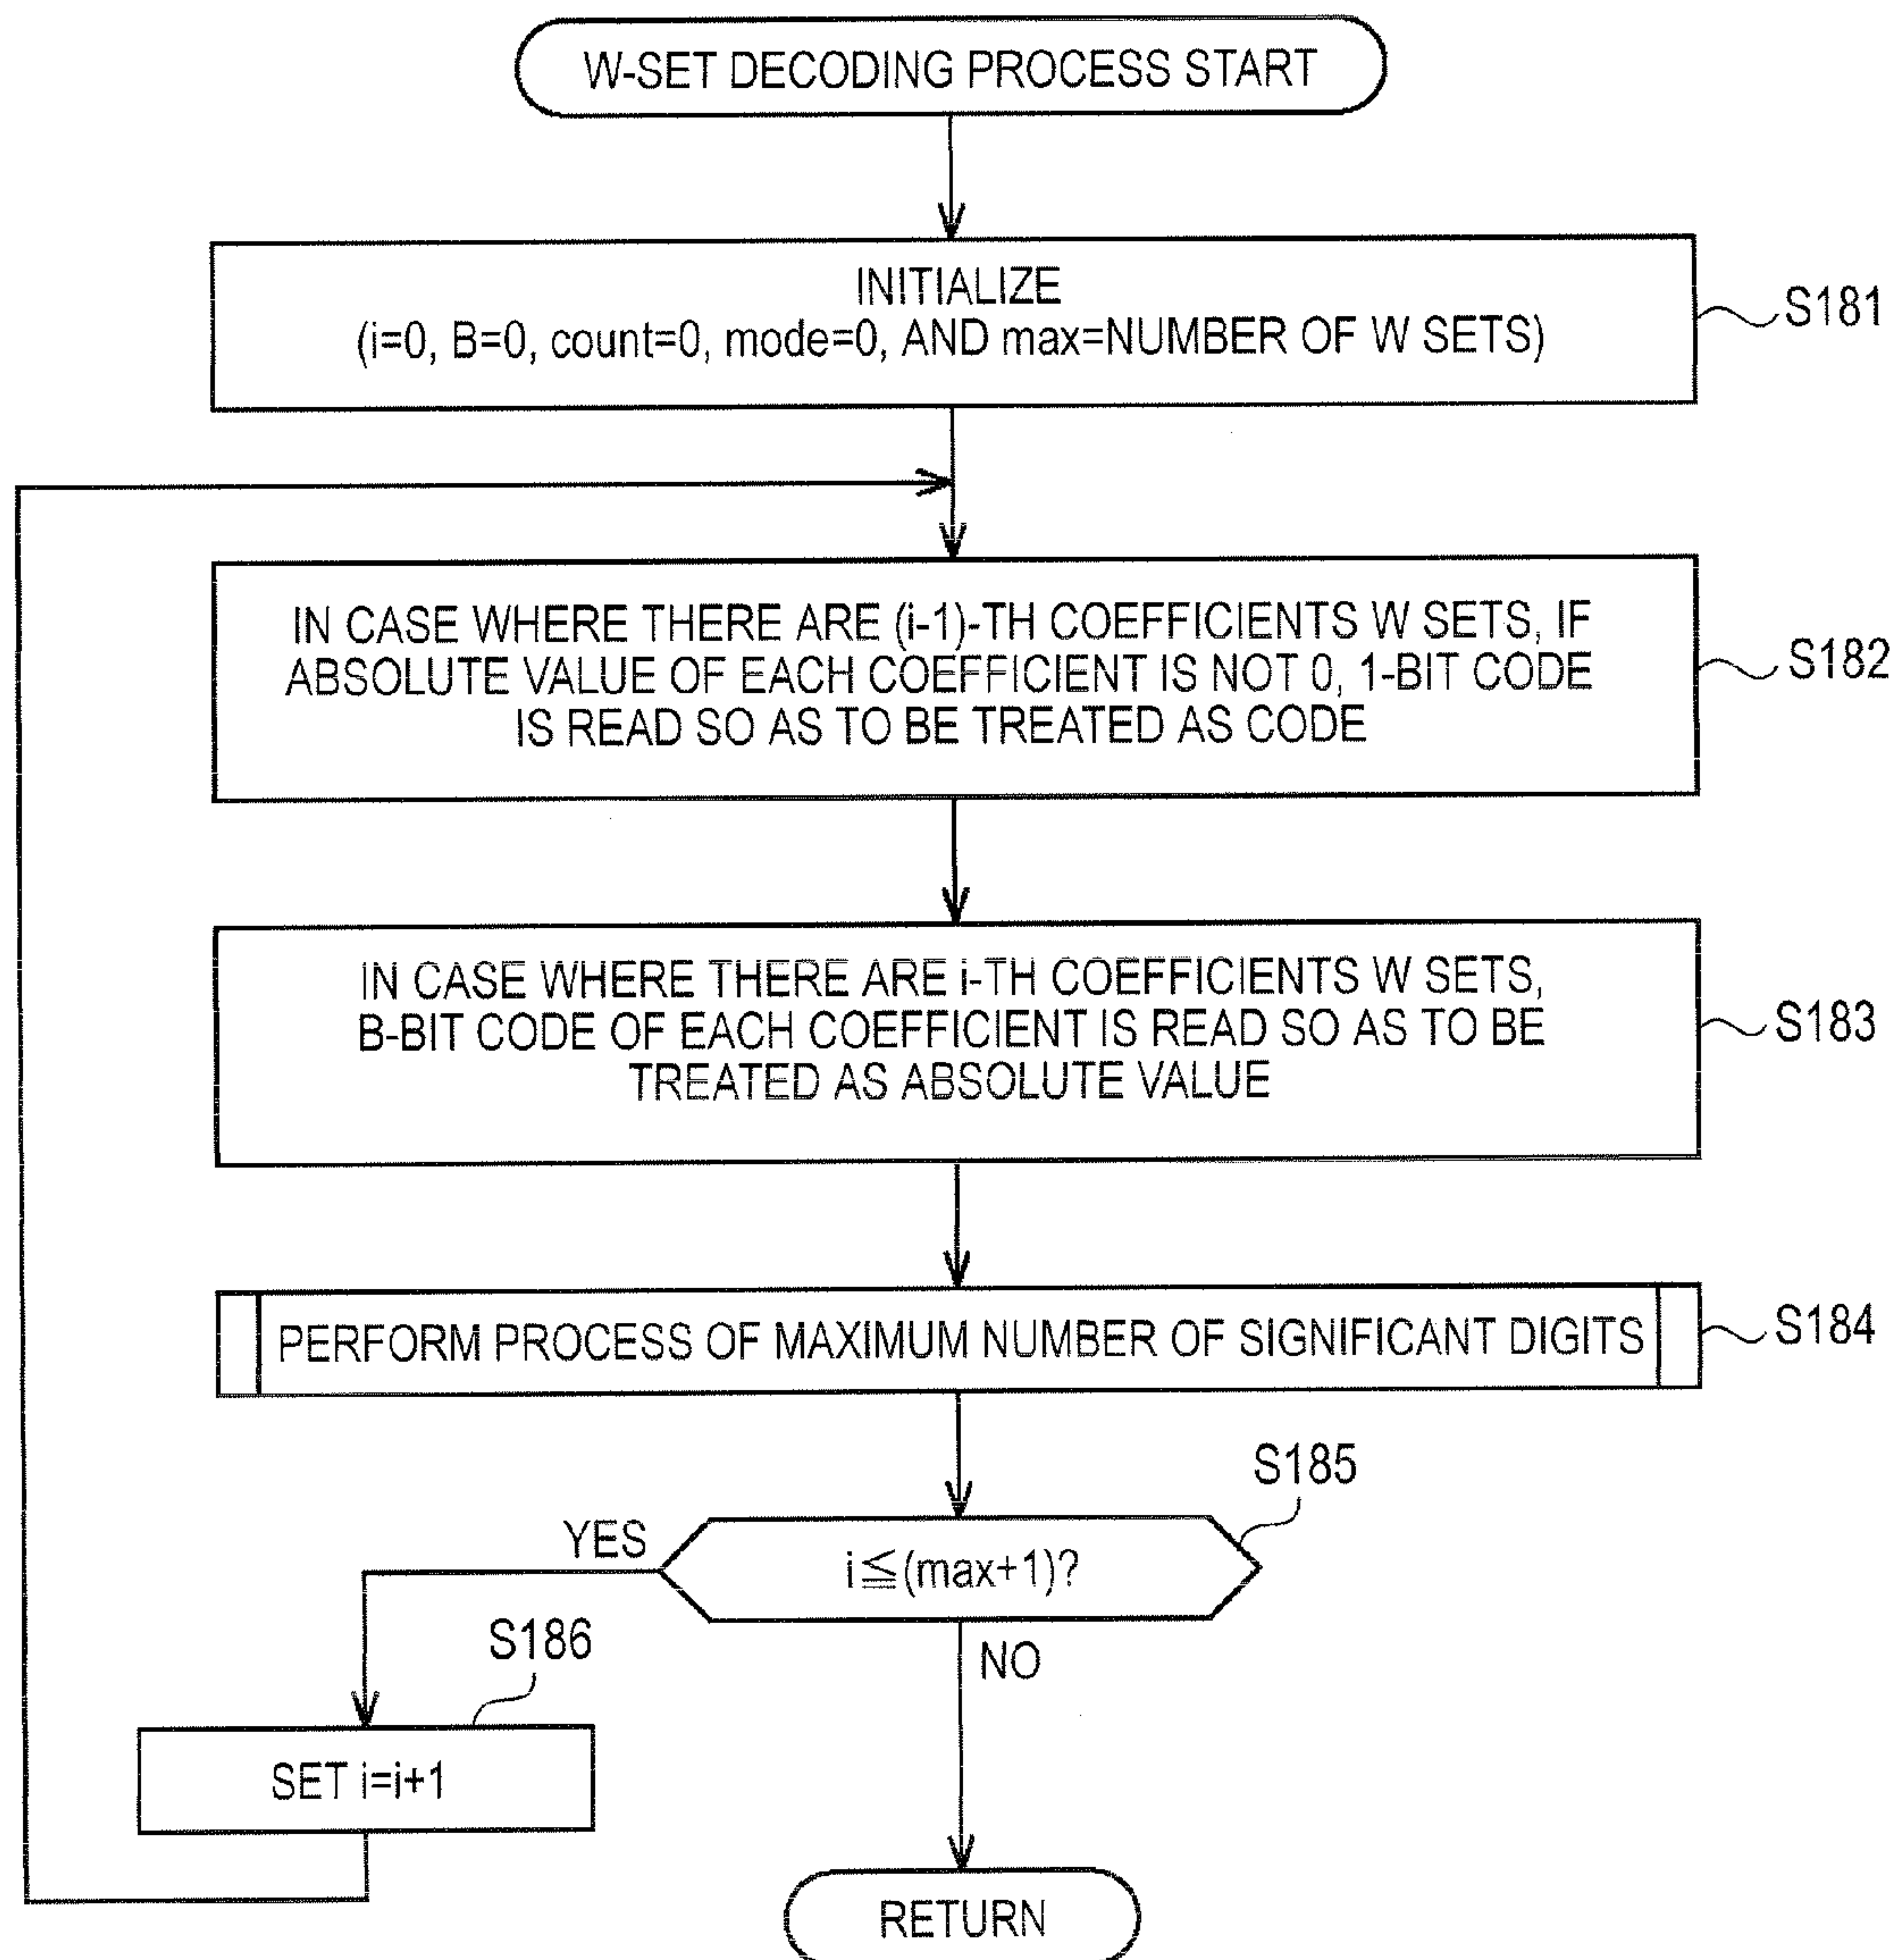 W-SET DECODING PROCESS START
INITIALIZE
(i=0, B=0, count=0, mode=0, AND max=NUMBER OF W SETS)
S181
IN CASE WHERE THERE ARE (i-1)-TH COEFFICIENTS W SETS, IF
ABSOLUTE VALUE OF EACH COEFFICIENT IS NOT 0, 1-BIT CODE
IS READ SO AS TO BE TREATED AS CODE
S182
IN CASE WHERE THERE ARE i-TH COEFFICIENTS W SETS,
B-BIT CODE OF EACH COEFFICIENT IS READ SO AS TO BE
TREATED AS ABSOLUTE VALUE
S183
PERFORM PROCESS OF MAXIMUM NUMBER OF SIGNIFICANT DIGITS
S184
S185
YES
i≦(max+1)?
S186
NO
SET i=i+1
RETURN